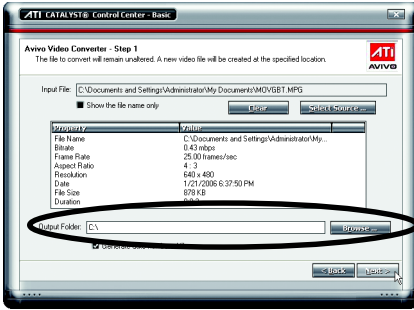 ATI CATALYST® Control Center - Basic
Avivo Video Converter - Step 1
The file to convert will remain unaltered. A new video file will be created at the specified location.
ATI
AVIVO
Input File: C:\Documents and Settings\Administrator\My Documents\MOVGBT.MPG
Show the file name only
Clear
Select Source ...
Property Value
File Name C:\Documents and Settings\Administrator\My...
Bitrate 0.43 mbps
Frame Rate 25.00 frames/sec
Aspect Ratio 4 : 3
Resolution 640 x 480
Date 1/21/2006 6:37:50 PM
File Size 878 KB
Duration
Output Folder: C:\
Browse ...
< Back Next >